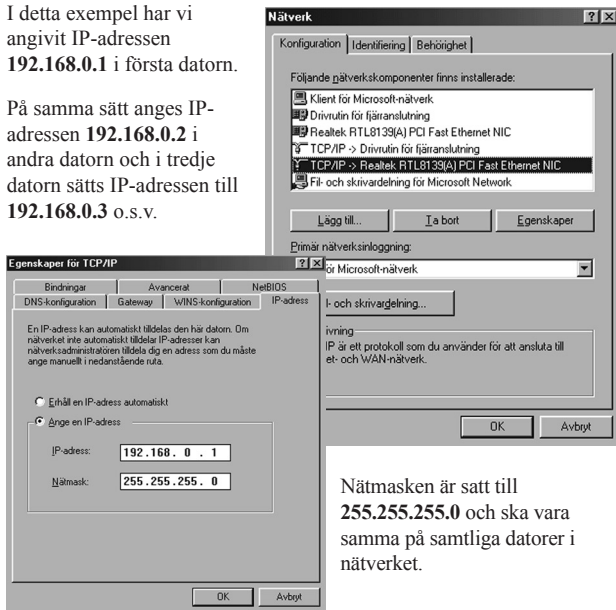 I detta exempel har vi
angivit IP-adressen
192.168.0.1 i första datorn.
På samma sätt anges IP-
adressen 192.168.0.2 i
andra datorn och i tredje
datorn sätts IP-adressen till
192.168.0.3 o.s.v.
Nätverk
Konfiguration Identifiering Behörighet
Följande nätverkskomponenter finns installerade:
Klient för Microsoft-nätverk
Drivrutin för fjärranslutning
Realtek RTL8139(A) PCI Fast Ethernet NIC
TCP/IP -> Drivrutin för fjärranslutning
TCP/IP -> Realtek RTL8139(A) PCI Fast Ethernet NIC
Fil- och skrivardelning för Microsoft Network
Lägg till... Ta bort Egenskaper
Primär nätverksinloggning:
ör Microsoft-nätverk
l- och skrivardelning...
ivning
IP är ett protokoll som du använder för att ansluta till
et- och WAN-nätverk.
OK Avbryt
Egenskaper för TCP/IP
Bindningar Avancerat NetBIOS
DNS-konfiguration Gateway WINS-konfiguration IP-adress
En IP-adress kan automatiskt tilldelas den här datorn. Om
nätverket inte automatiskt tilldelar IP-adresser kan
nätverksadministratören tilldela dig en adress som du måste
ange manuellt i nedanstående ruta.
Erhåll en IP-adress automatiskt
Ange en IP-adress
IP-adress: 192.168. 0 . 1
Nätmask: 255.255.255. 0
OK Avbryt
Nätmasken är satt till
255.255.255.0 och ska vara
samma på samtliga datorer i
nätverket.